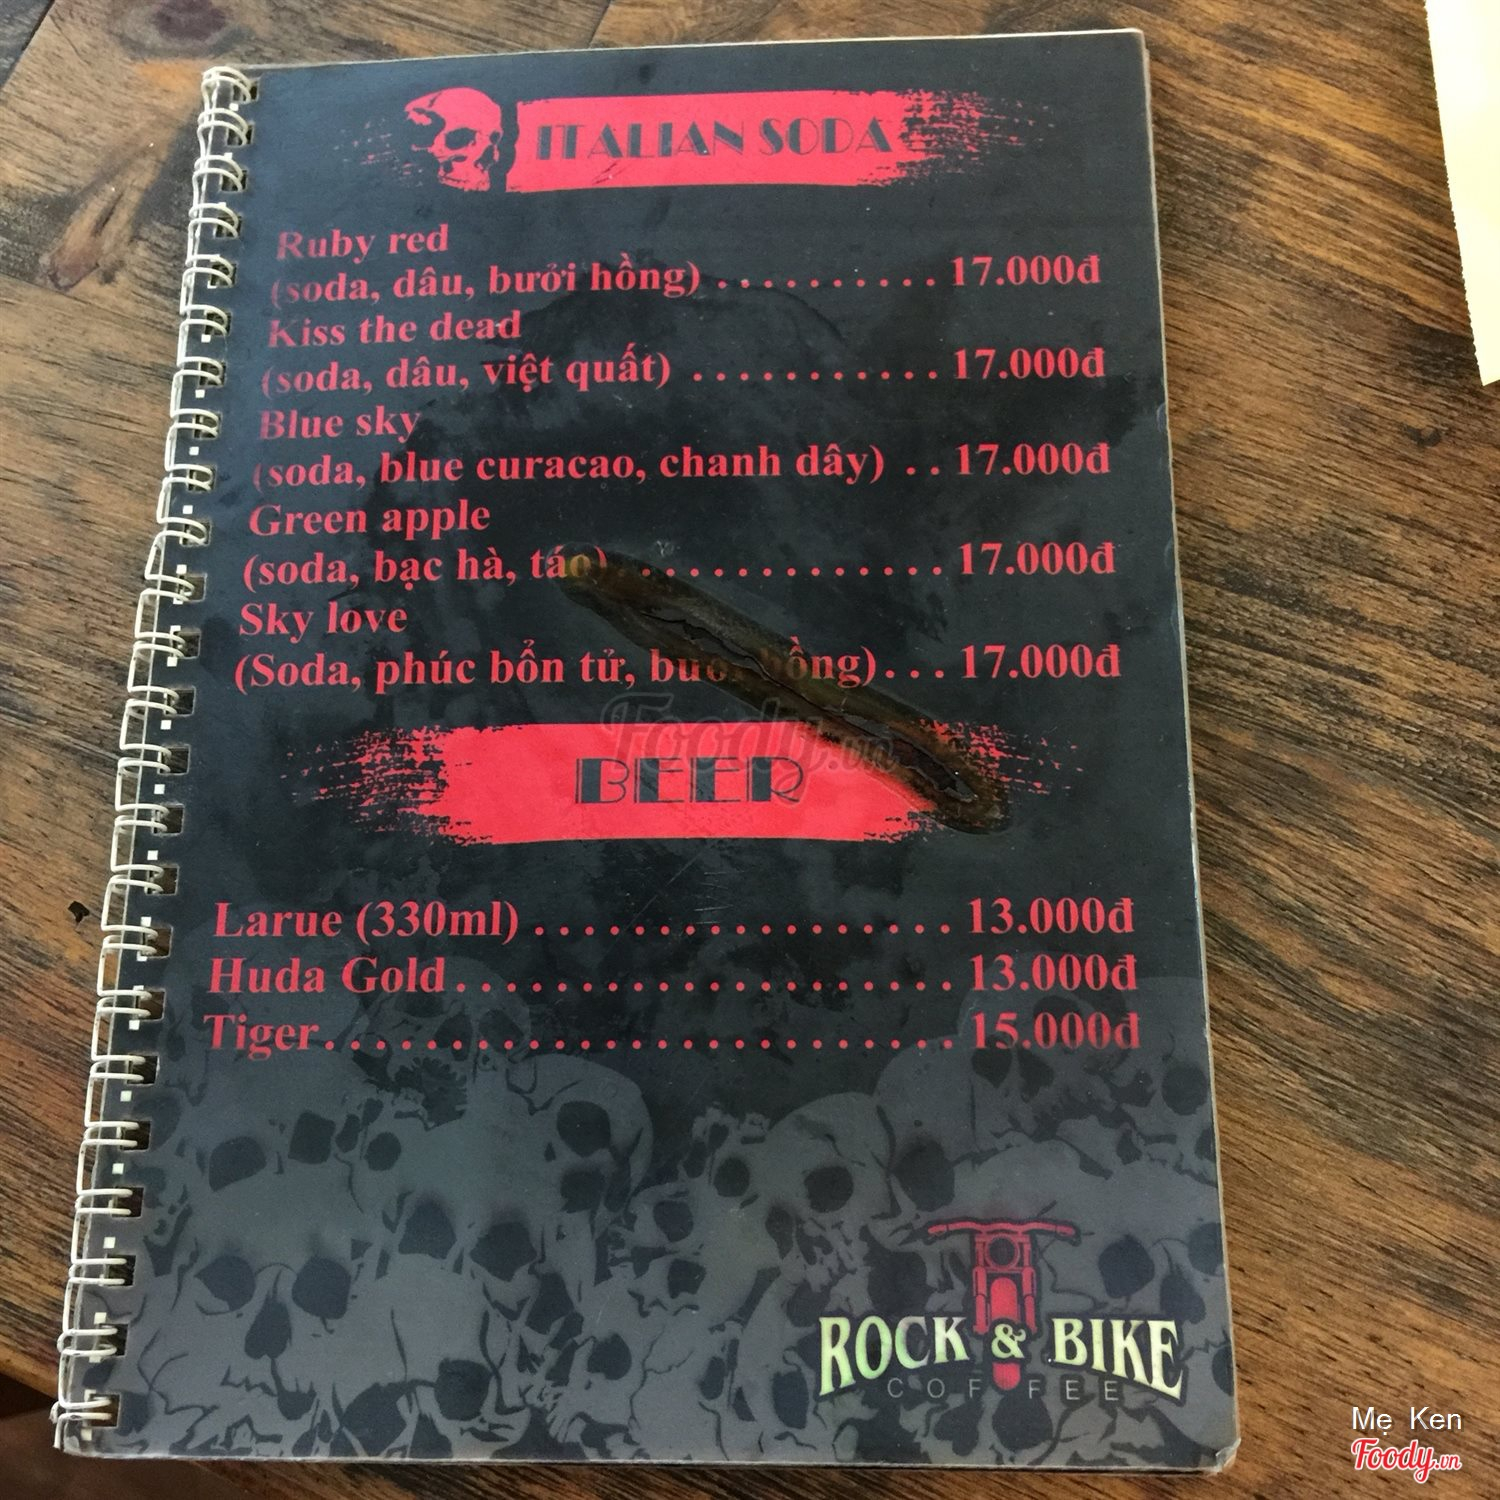 ITALIAN SODA
Ruby red
(soda, dâu, bưởi hồng) .......... 17.000đ
Kiss the dead
(soda, dâu, việt quất) ........... 17.000đ
Blue sky
(soda, blue curacao, chanh dây) .. 17.000đ
Green apple
(soda, bạc hà, táo) .............. 17.000đ
Sky love
(Soda, phúc bổn tử, bưởi hồng)... 17.000đ
Foody.vn
BEER
Larue (330ml) .................. 13.000đ
Huda Gold..................... 13.000đ
Tiger........................... 15.000đ
ROCK & BIKE
COFFEE
Mẹ Ken
Foody.vn